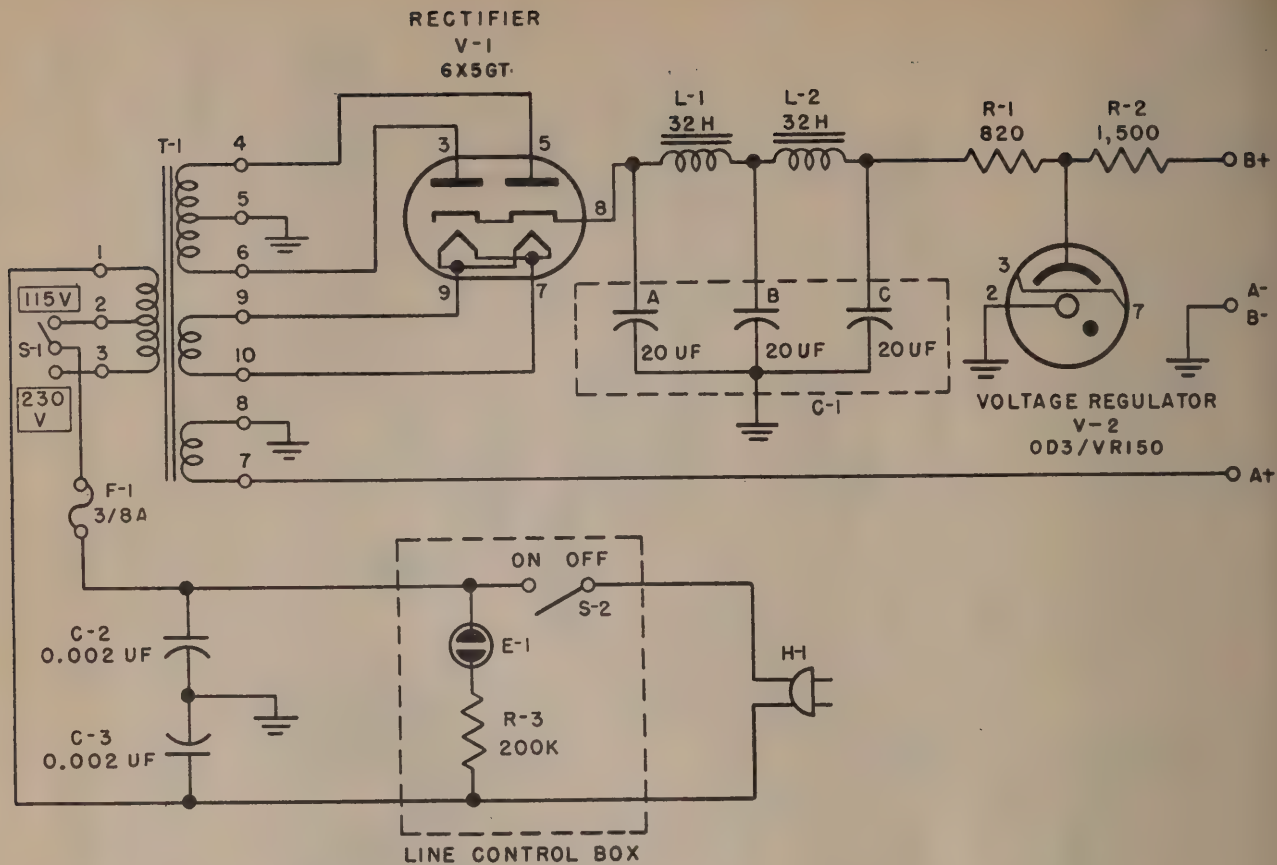 RECTIFIER
V-1
6X5GT
T-1
4
5
6
9
10
8
7
3
5
8
9
7
L-1
32H
L-2
32H
R-1
820
R-2
1,500
B+
A
20 UF
B
20 UF
C
20 UF
C-1
3
2
7
A-
B-
VOLTAGE REGULATOR
V-2
OD3/VR150
A+
1
115V
2
S-1
3
230
V
F-1
3/8A
ON OFF
S-2
E-1
R-3
200K
H-1
C-2
0.002 UF
C-3
0.002 UF
LINE CONTROL BOX